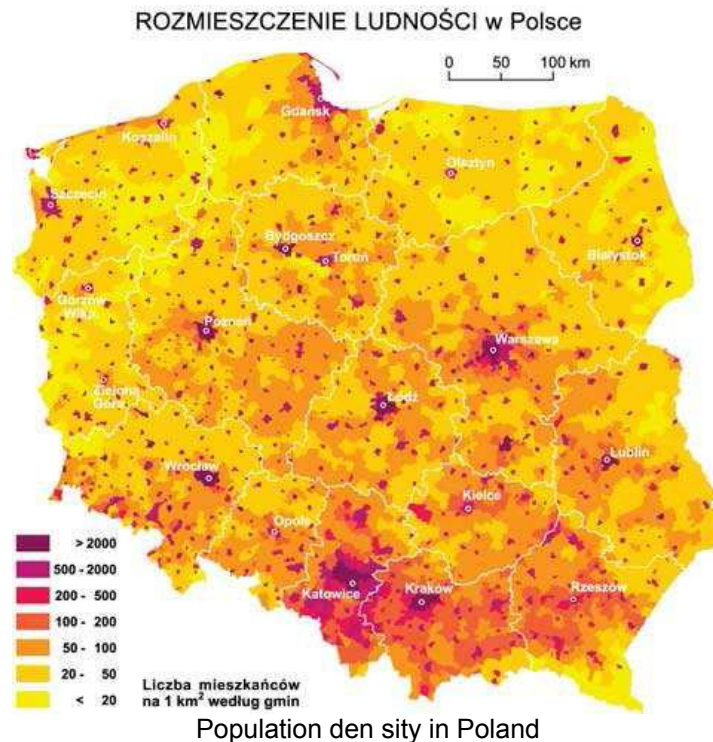 ROZMIESZCZENIE LUDNOŚCI w Polsce
0 50 100 km
Gdańsk
Koszalin
Olsztyn
Szczecin
Bydgoszcz
Toruń
Białystok
Gorzów
Wlkp.
Poznań
Warszawa
Zielona
Góra
Łódź
Wrocław
Lublin
Kielce
Opole
Katowice
Kraków
Rzeszów
> 2000
500 - 2000
200 - 500
100 - 200
50 - 100
20 - 50
< 20
Liczba mieszkańców
na 1 km² według gmin
Population den sity in Poland